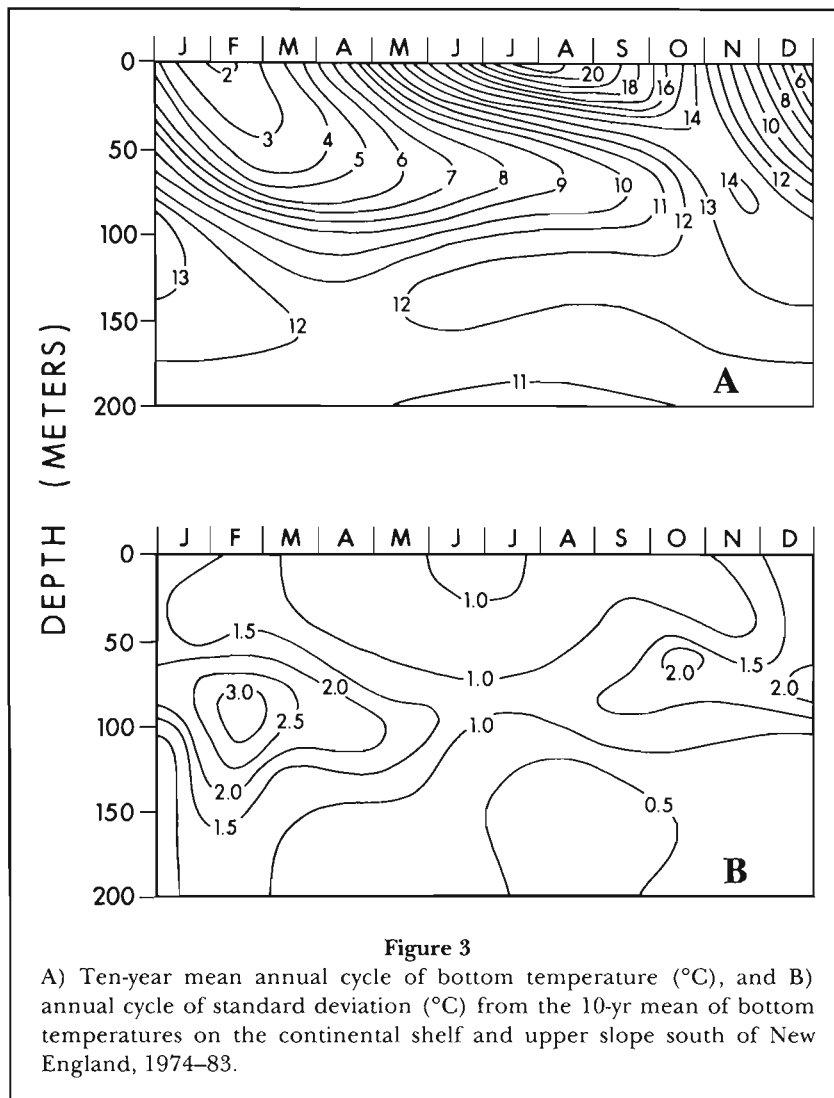 J F M A M J J A S O N D
0
2 20 18 16 6
8
14 10
3 4
50
5 6 7 8 9 10 14 12
11
12 13
100
13
12
150
12
11
A
200
DEPTH (METERS)
J F M A M J J A S O N D
0
1.0
50
1.5 1.5
2.0 2.0
1.0 2.0
3.0
2.5
100
1.0
2.0
150
1.5 0.5
B
200
Figure 3
A) Ten-year mean annual cycle of bottom temperature (°C), and B)
annual cycle of standard deviation (°C) from the 10-yr mean of bottom
temperatures on the continental shelf and upper slope south of New
England, 1974–83.